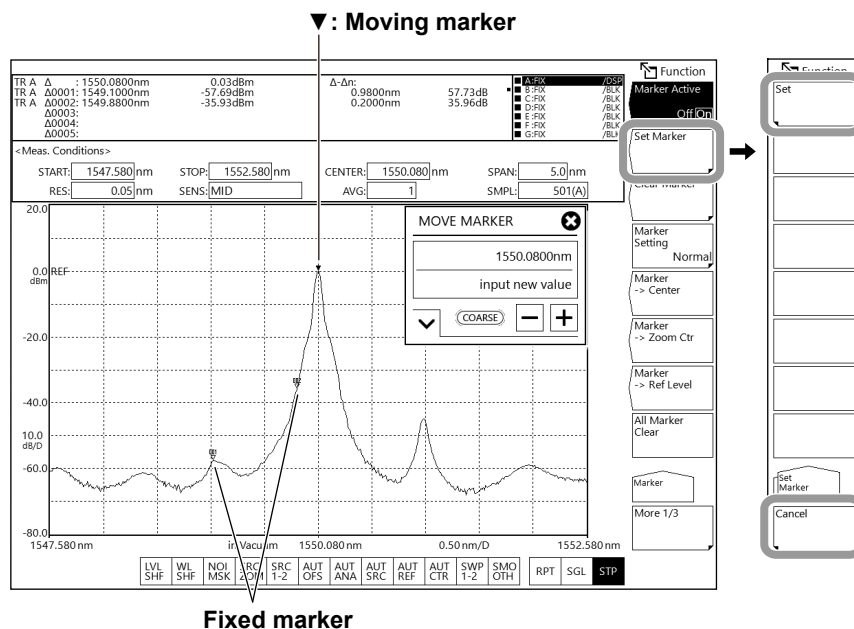 ▼: Moving marker
TR A Δ : 1550.0800nm 0.03dBm Δ-Δn:
TR A Δ0001: 1549.1000nm -57.69dBm 0.9800nm 57.73dB
TR A Δ0002: 1549.8800nm -35.93dBm 0.2000nm 35.96dB
Δ0003:
Δ0004:
Δ0005:
A:FIX /DSP
B:FIX /BLK
C:FIX /BLK
D:FIX /BLK
E:FIX /BLK
F:FIX /BLK
G:FIX /BLK
<Meas. Conditions>
START: 1547.580 nm STOP: 1552.580 nm CENTER: 1550.080 nm SPAN: 5.0 nm
RES: 0.05 nm SENS: MID AVG: 1 SMPL: 501(A)
20.0
0.0 REF
dBm
-20.0
-40.0
10.0
dB/D
-60.0
-80.0
MOVE MARKER
1550.0800nm
input new value
COARSE
1547.580 nm in Vacuum 1550.080 nm 0.50 nm/D 1552.580 nm
LVL SHF
WL SHF
NOI MSK
SRC 1-2
AUT OFS
AUT ANA
AUT SRC
AUT REF
AUT CTR
SWP 1-2
SMO OTH
RPT
SGL
STP
Function
Marker Active
Off On
Set Marker
Clear Marker
Marker
Setting
Normal
Marker
-> Center
Marker
-> Zoom Ctr
Marker
-> Ref Level
All Marker
Clear
Marker
More 1/3
Function
Set
Set
Marker
Cancel
Fixed marker